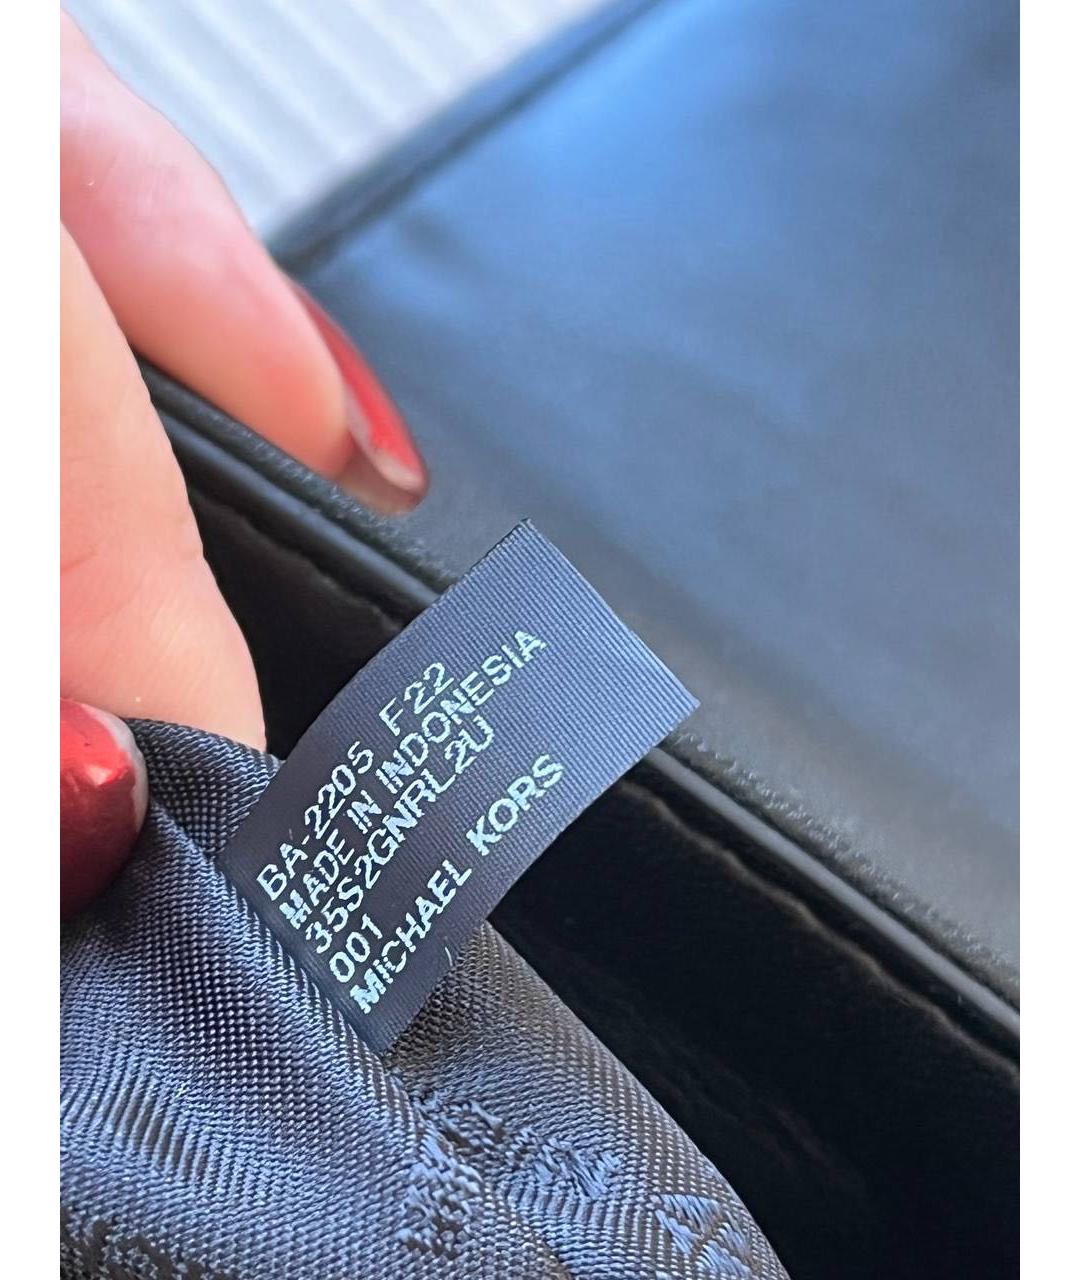 BA-2205 F22
MADE IN INDONESIA
35S2GNRL2U
001
MICHAEL KORS